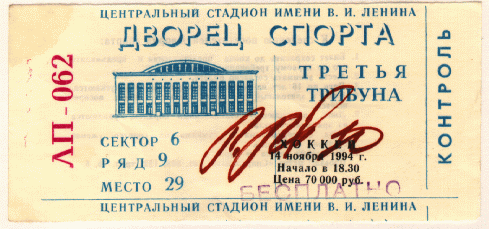 ЦЕНТРАЛЬНЫЙ СТАДИОН ИМЕНИ В. И. ЛЕНИНА
ДВОРЕЦ СПОРТА
ЛП-062
ТРЕТЬЯ
ТРИБУНА
КОНТРОЛЬ
СЕКТОР 6
РЯД 9
МЕСТО 29
ХОККЕЙ
14 ноября 1994 г.
Начало в 18.30
Цена 70 000 руб.
БЕСПЛАТНО
ЦЕНТРАЛЬНЫЙ СТАДИОН ИМЕНИ В. И. ЛЕНИНА